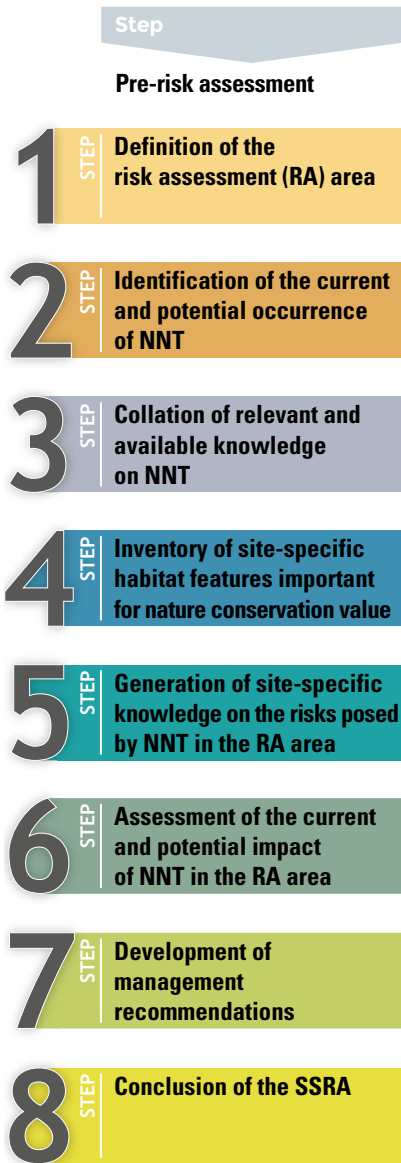 Step
Pre-risk assessment
1
STEP
Definition of the
risk assessment (RA) area
2
STEP
Identification of the current
and potential occurrence
of NNT
3
STEP
Collation of relevant and
available knowledge
on NNT
4
STEP
Inventory of site-specific
habitat features important
for nature conservation value
5
STEP
Generation of site-specific
knowledge on the risks posed
by NNT in the RA area
6
STEP
Assessment of the current
and potential impact
of NNT in the RA area
7
STEP
Development of
management
recommendations
8
STEP
Conclusion of the SSRA